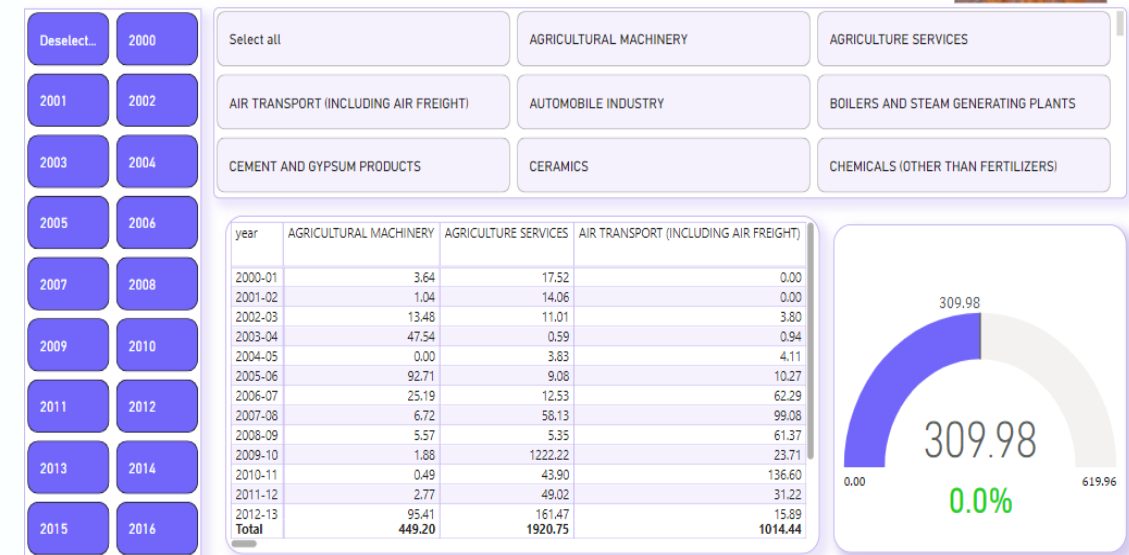 Deselect... 2000
2001 2002
2003 2004
2005 2006
2007 2008
2009 2010
2011 2012
2013 2014
2015 2016
Select all AGRICULTURAL MACHINERY AGRICULTURE SERVICES
AIR TRANSPORT (INCLUDING AIR FREIGHT) AUTOMOBILE INDUSTRY BOILERS AND STEAM GENERATING PLANTS
CEMENT AND GYPSUM PRODUCTS CERAMICS CHEMICALS (OTHER THAN FERTILIZERS)
year AGRICULTURAL MACHINERY AGRICULTURE SERVICES AIR TRANSPORT (INCLUDING AIR FREIGHT)
2000-01 3.64 17.52 0.00
2001-02 1.04 14.06 0.00
2002-03 13.48 11.01 3.80
2003-04 47.54 0.59 0.94
2004-05 0.00 3.83 4.11
2005-06 92.71 9.08 10.27
2006-07 25.19 12.53 62.29
2007-08 6.72 58.13 99.08
2008-09 5.57 5.35 61.37
2009-10 1.88 1222.22 23.71
2010-11 0.49 43.90 136.60
2011-12 2.77 49.02 31.22
2012-13 95.41 161.47 15.89
Total 449.20 1920.75 1014.44
309.98
309.98
0.00 619.96
0.0%